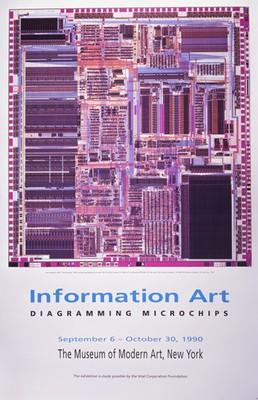 Information Art
DIAGRAMMING MICROCHIPS
September 6 – October 30, 1990
The Museum of Modern Art, New York
The exhibition is made possible by the Intel Corporation Foundation.